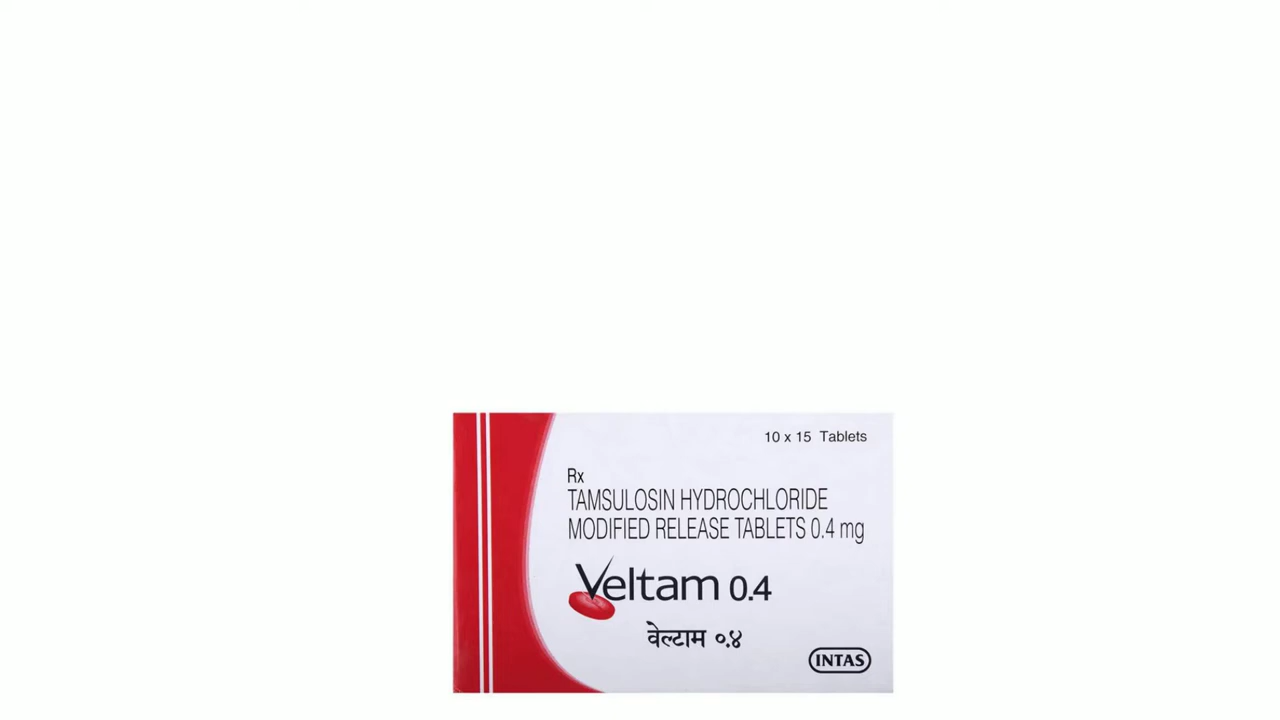 10 x 15 Tablets
Rx
TAMSULOSIN HYDROCHLORIDE
MODIFIED RELEASE TABLETS 0.4 mg
Veltam 0.4
वेल्टाम ०.४
INTAS